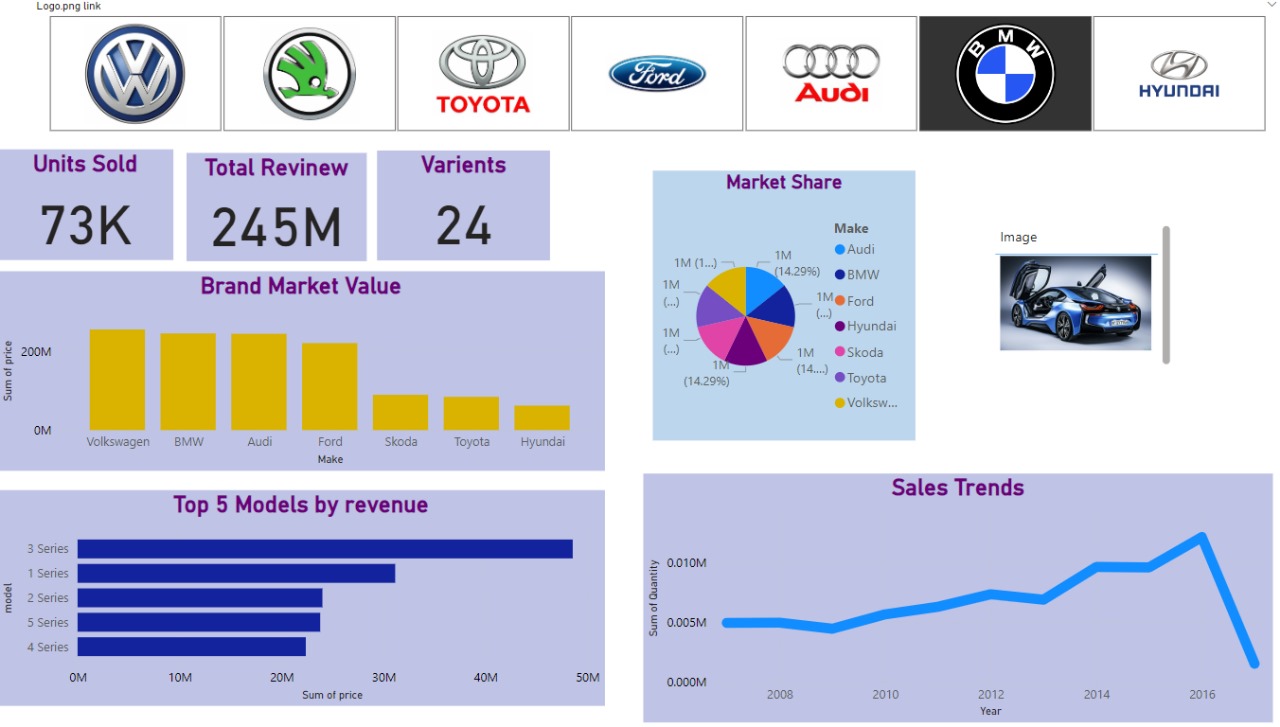 Logo.png link
TOYOTA
Ford
Audi
BMW
HYUNDAI
Units Sold
73K
Total Revinew
245M
Varients
24
Brand Market Value
Sum of price
200M
0M
Volkswagen BMW Audi Ford Skoda Toyota Hyundai
Make
Top 5 Models by revenue
model
3 Series
1 Series
2 Series
5 Series
4 Series
0M 10M 20M 30M 40M 50M
Sum of price
Market Share
1M (1...)
1M
(14.29%)
1M
(...)
1M
(...)
1M
(...)
1M
(14....)
1M
(14.29%)
Make
Audi
BMW
Ford
Hyundai
Skoda
Toyota
Volksw...
Image
Sales Trends
Sum of Quantity
0.010M
0.005M
0.000M
2008 2010 2012 2014 2016
Year